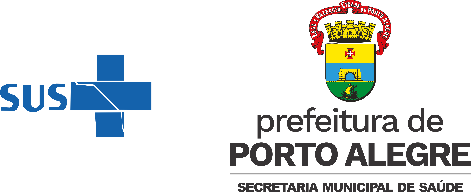 SUS
prefeitura de
PORTO ALEGRE
SECRETARIA MUNICIPAL DE SAÚDE